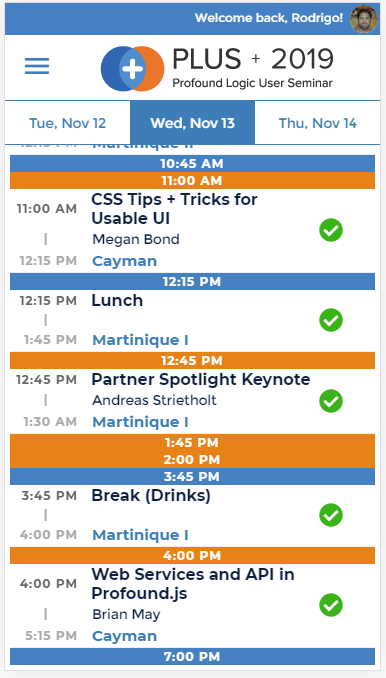 Welcome back, Rodrigo!
PLUS + 2019
Profound Logic User Seminar
Tue, Nov 12 Wed, Nov 13 Thu, Nov 14
10:45 AM
11:00 AM
11:00 AM CSS Tips + Tricks for
Usable UI
| Megan Bond
12:15 PM Cayman
12:15 PM
12:15 PM Lunch
|
1:45 PM Martinique I
12:45 PM
12:45 PM Partner Spotlight Keynote
| Andreas Strietholt
1:30 AM Martinique I
1:45 PM
2:00 PM
3:45 PM
3:45 PM Break (Drinks)
|
4:00 PM Martinique I
4:00 PM
4:00 PM Web Services and API in
Profound.js
| Brian May
5:15 PM Cayman
7:00 PM